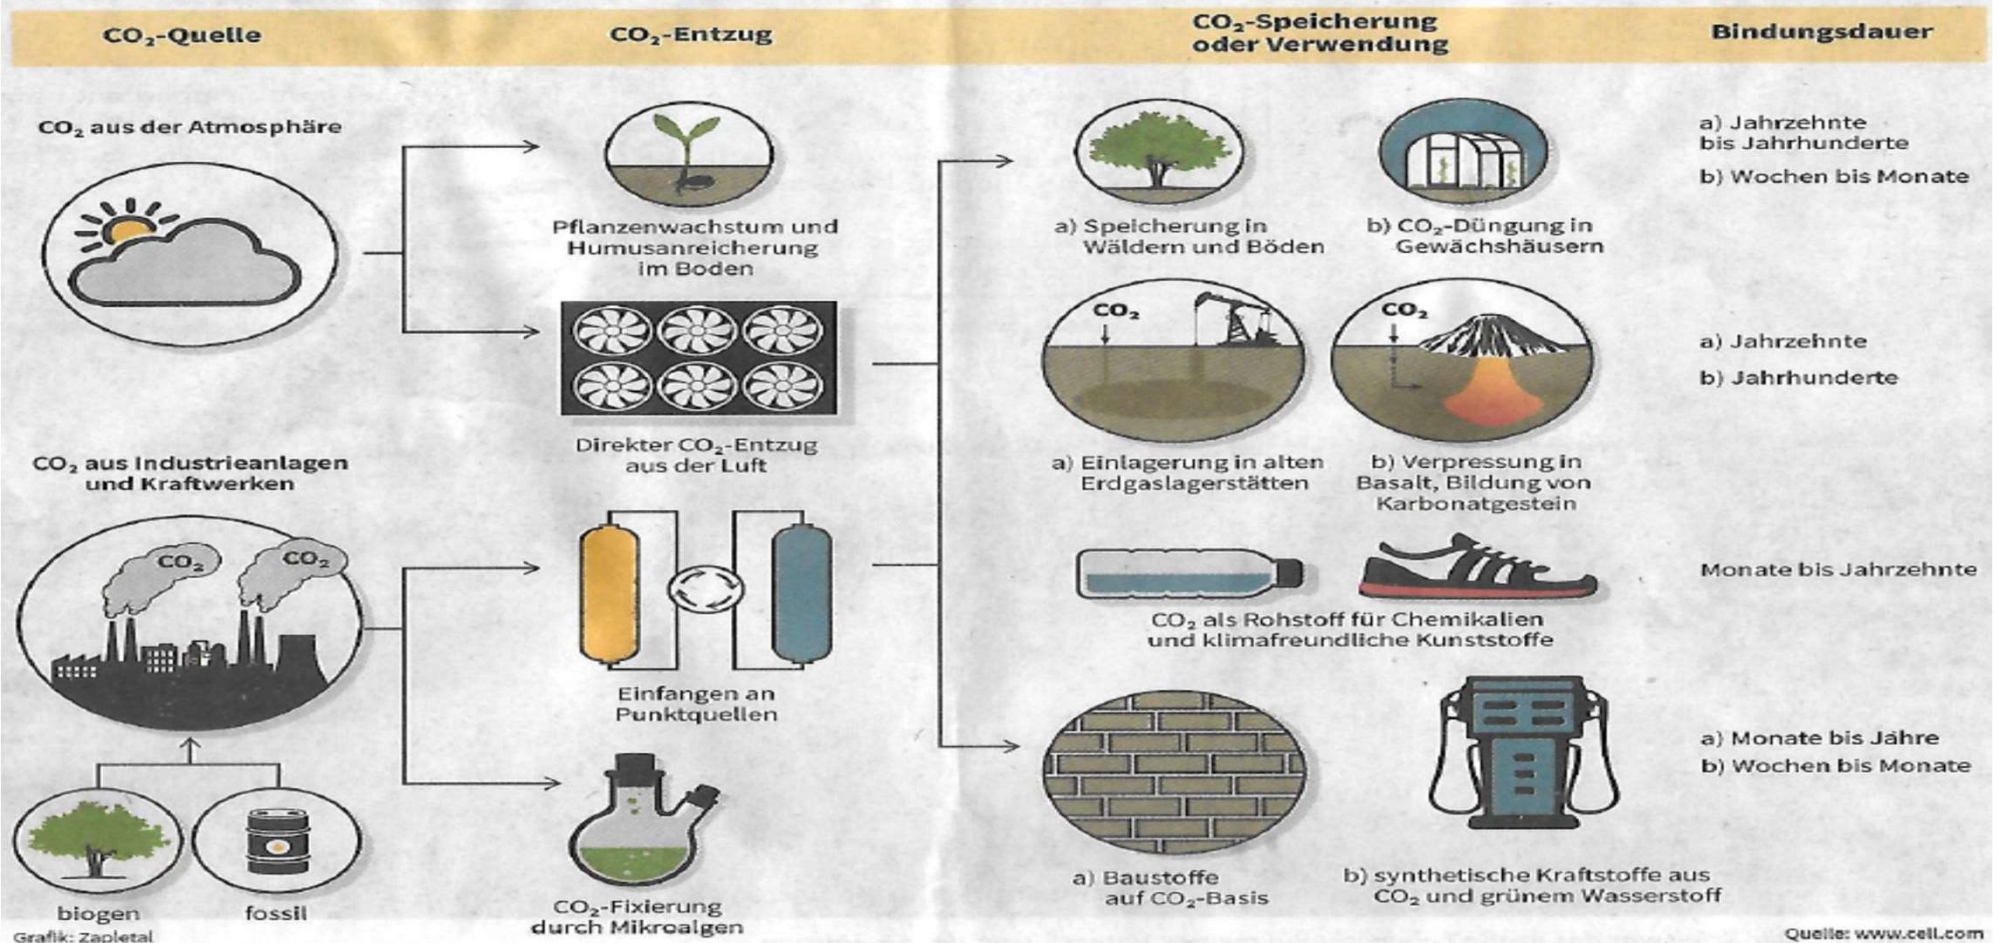 CO₂-Quelle
CO₂-Entzug
CO₂-Speicherung
oder Verwendung
Bindungsdauer
CO₂ aus der Atmosphäre
Pflanzenwachstum und
Humusanreicherung
im Boden
a) Speicherung in
Wäldern und Böden
b) CO₂-Düngung in
Gewächshäusern
a) Jahrzehnte
bis Jahrhunderte
b) Wochen bis Monate
Direkter CO₂-Entzug
aus der Luft
CO₂
CO₂
a) Einlagerung in alten
Erdgaslagerstätten
b) Verpressung in
Basalt, Bildung von
Karbonatgestein
a) Jahrzehnte
b) Jahrhunderte
CO₂ aus Industrieanlagen
und Kraftwerken
CO₂
CO₂
Einfangen an
Punktquellen
CO₂ als Rohstoff für Chemikalien
und klimafreundliche Kunststoffe
Monate bis Jahrzehnte
biogen
fossil
CO₂-Fixierung
durch Mikroalgen
a) Baustoffe
auf CO₂-Basis
b) synthetische Kraftstoffe aus
CO₂ und grünem Wasserstoff
a) Monate bis Jahre
b) Wochen bis Monate
Grafik: Zapletal
Quelle: www.cell.com